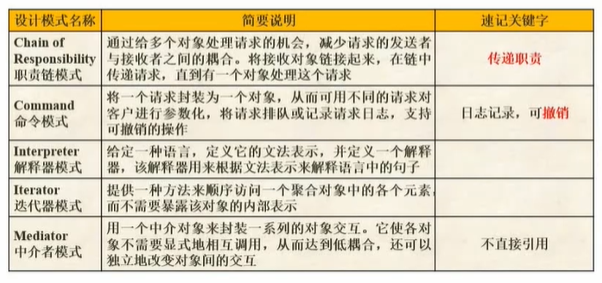 设计模式名称 简要说明 速记关键字
Chain of
Responsibility
职责链模式
通过给多个对象处理请求的机会，减少请求的发送者
与接收者之间的耦合。将接收对象链接起来，在链中
传递请求，直到有一个对象处理这个请求
传递职责
Command
命令模式
将一个请求封装为一个对象，从而可用不同的请求对
客户进行参数化，将请求排队或记录请求日志，支持
可撤销的操作
日志记录，可撤销
Interpreter
解释器模式
给定一种语言，定义它的文法表示，并定义一个解释
器，该解释器用来根据文法表示来解释语言中的句子
Iterator
迭代器模式
提供一种方法来顺序访问一个聚合对象中的各个元素，
而不需要暴露该对象的内部表示
Mediator
中介者模式
用一个中介对象来封装一系列的对象交互。它使各对
象不需要显式地相互调用，从而达到低耦合，还可以
独立地改变对象间的交互
不直接引用